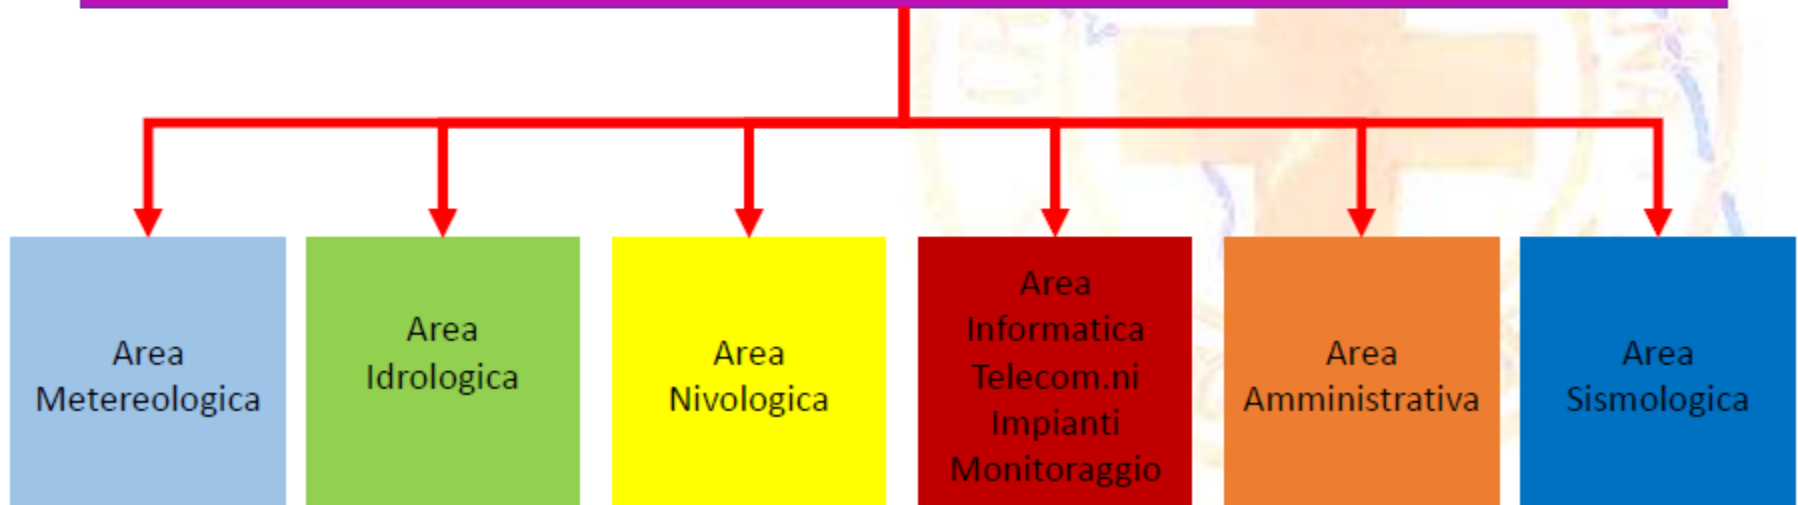 Area
Metereologica
Area
Idrologica
Area
Nivologica
Area
Informatica
Telecom.ni
Impianti
Monitoraggio
Area
Amministrativa
Area
Sismologica